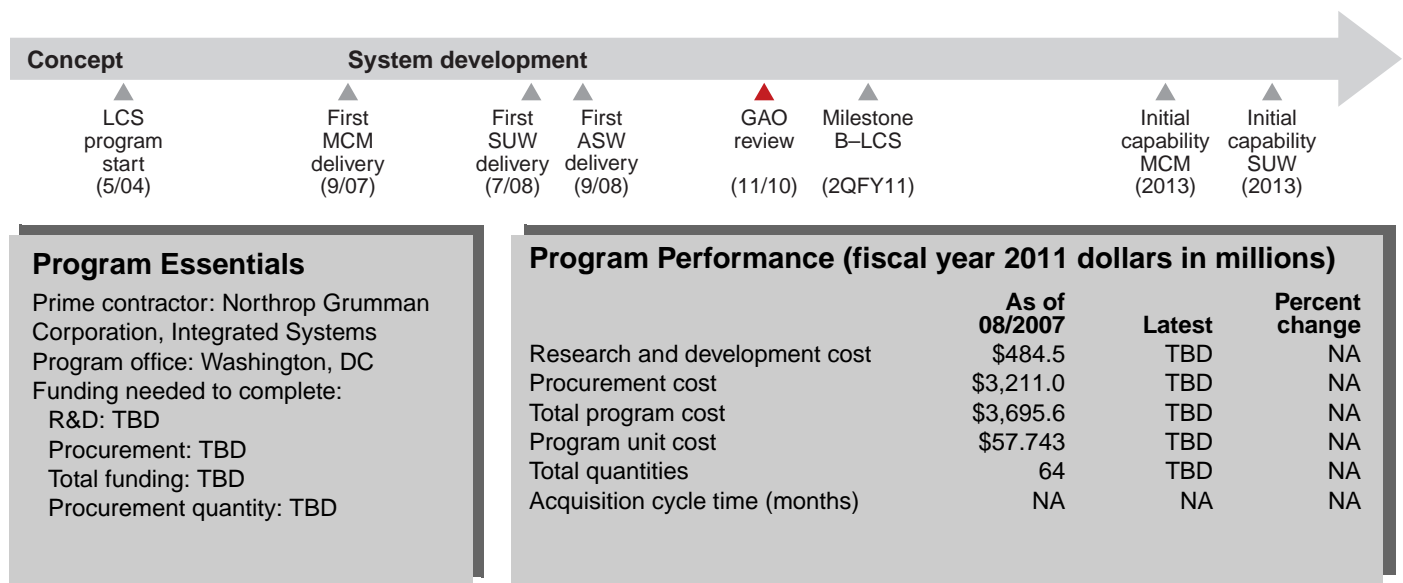 Concept System development
LCS program start (5/04)
First MCM delivery (9/07)
First SUW delivery (7/08)
First ASW delivery (9/08)
GAO review (11/10)
Milestone B–LCS (2QFY11)
Initial capability MCM (2013)
Initial capability SUW (2013)
Program Essentials
Prime contractor: Northrop Grumman
Corporation, Integrated Systems
Program office: Washington, DC
Funding needed to complete:
R&D: TBD
Procurement: TBD
Total funding: TBD
Procurement quantity: TBD
Program Performance (fiscal year 2011 dollars in millions)
As of 08/2007 Latest Percent change
Research and development cost $484.5 TBD NA
Procurement cost $3,211.0 TBD NA
Total program cost $3,695.6 TBD NA
Program unit cost $57.743 TBD NA
Total quantities 64 TBD NA
Acquisition cycle time (months) NA NA NA